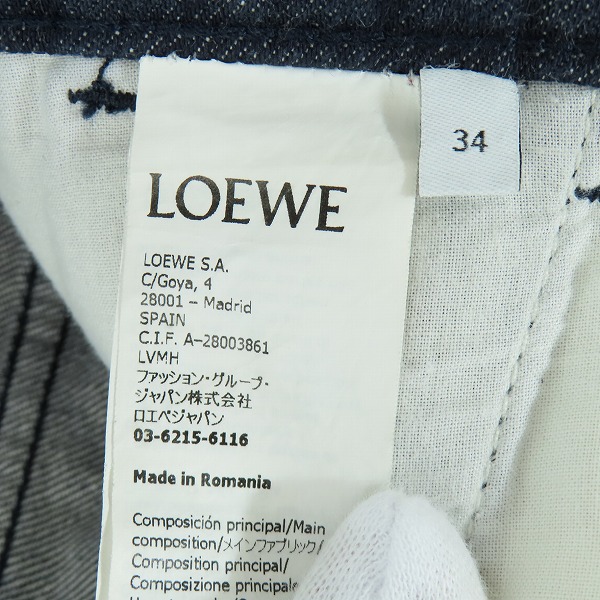 LOEWE
34
LOEWE S.A.
C/Goya, 4
28001 – Madrid
SPAIN
C.I.F. A-28003861
LVMH
ファッション・グループ・
ジャパン株式会社
ロエベジャパン
03-6215-6116
Made in Romania
Composición principal/Main
composition/メインファブリック/
Composición principal/
Composizione principale